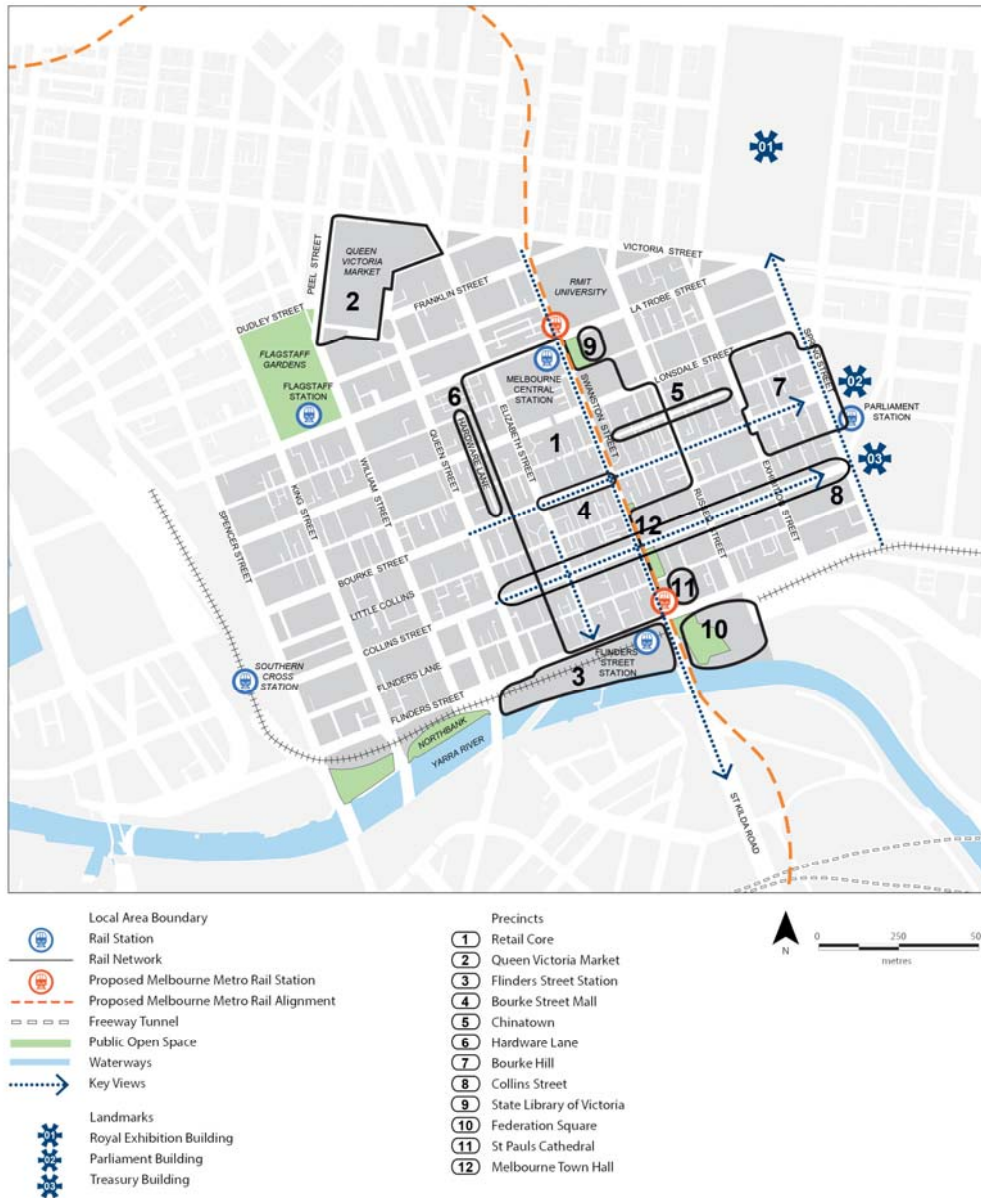 01
VICTORIA STREET
PEEL STREET
QUEEN
VICTORIA
MARKET
2
RMIT
UNIVERSITY
FRANKLIN STREET
LA TROBE STREET
DUDLEY STREET
FLAGSTAFF
GARDENS
FLAGSTAFF
STATION
9
MELBOURNE
CENTRAL
STATION
LONSDALE STREET
SPRING STREET
02
PARLIAMENT
STATION
03
6
HARDWARE LANE
ELIZABETH STREET
SWANSTON STREET
5
7
1
QUEEN STREET
WILLIAM STREET
KING STREET
SPENCER STREET
4
12
RUSSELL STREET
EXHIBITION STREET
8
BOURKE STREET
LITTLE COLLINS
COLLINS STREET
11
10
FLINDERS LANE
FLINDERS STREET
FLINDERS
STREET
STATION
3
SOUTHERN
CROSS
STATION
NORTHBANK
YARRA RIVER
ST KILDA ROAD
Local Area Boundary
Rail Station
Rail Network
Proposed Melbourne Metro Rail Station
Proposed Melbourne Metro Rail Alignment
Freeway Tunnel
Public Open Space
Waterways
Key Views
Landmarks
01 Royal Exhibition Building
02 Parliament Building
03 Treasury Building
Precincts
1 Retail Core
2 Queen Victoria Market
3 Flinders Street Station
4 Bourke Street Mall
5 Chinatown
6 Hardware Lane
7 Bourke Hill
8 Collins Street
9 State Library of Victoria
10 Federation Square
11 St Pauls Cathedral
12 Melbourne Town Hall
N
0 250
metres